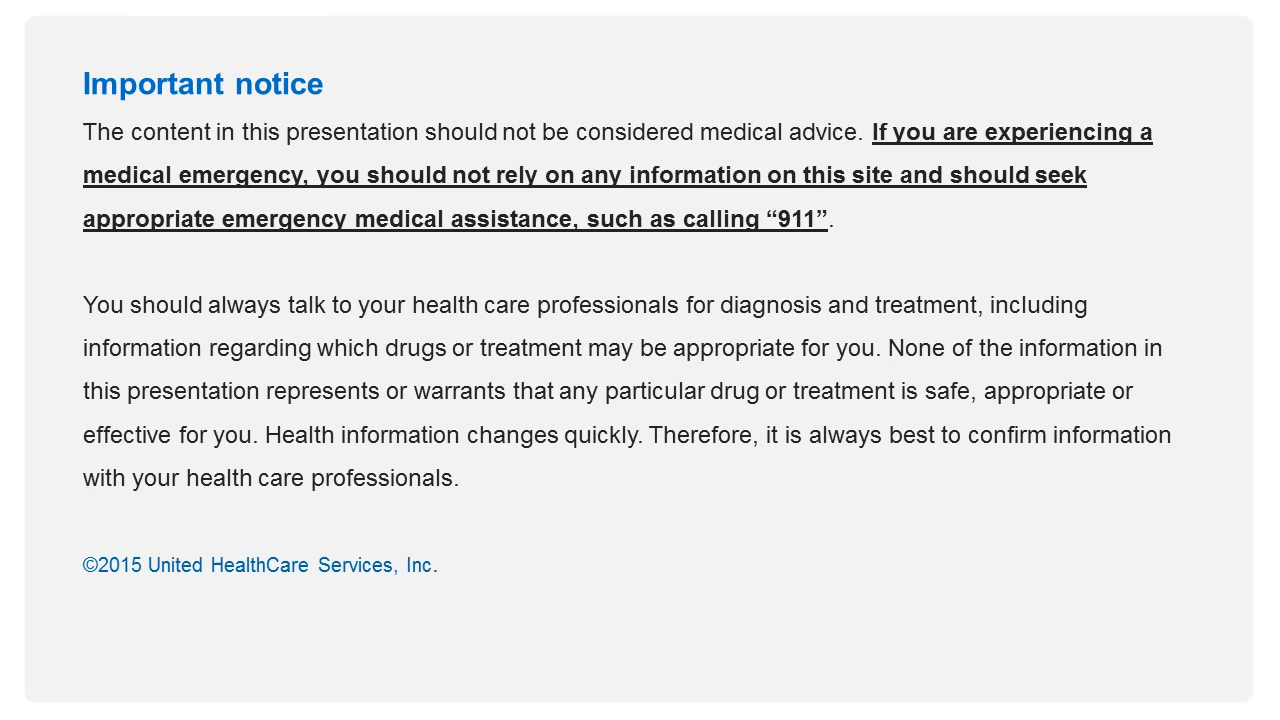 Important notice
The content in this presentation should not be considered medical advice. If you are experiencing a
medical emergency, you should not rely on any information on this site and should seek
appropriate emergency medical assistance, such as calling “911”.
You should always talk to your health care professionals for diagnosis and treatment, including
information regarding which drugs or treatment may be appropriate for you. None of the information in
this presentation represents or warrants that any particular drug or treatment is safe, appropriate or
effective for you. Health information changes quickly. Therefore, it is always best to confirm information
with your health care professionals.
©2015 United HealthCare Services, Inc.